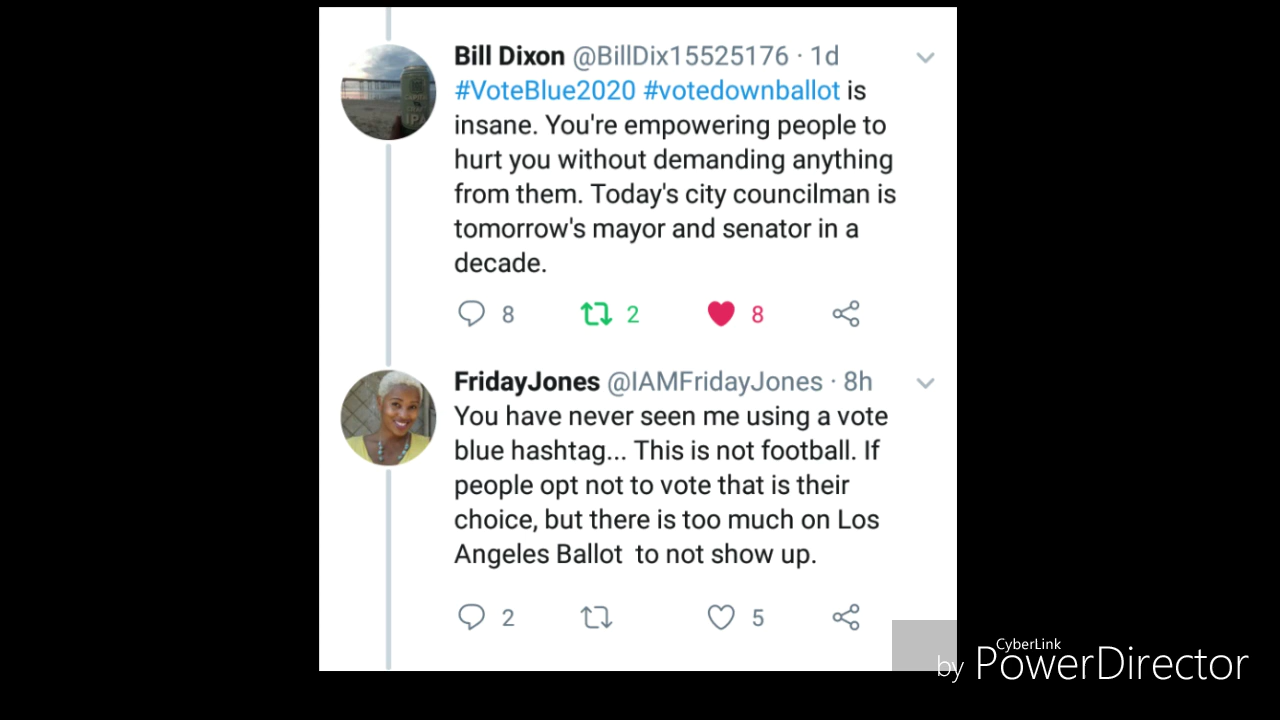 Bill Dixon @BillDix15525176 · 1d
#VoteBlue2020 #votedownballot is
insane. You're empowering people to
hurt you without demanding anything
from them. Today's city councilman is
tomorrow's mayor and senator in a
decade.
8 2 8
FridayJones @IAMFridayJones · 8h
You have never seen me using a vote
blue hashtag... This is not football. If
people opt not to vote that is their
choice, but there is too much on Los
Angeles Ballot  to not show up.
2 5
CyberLink
by PowerDirector